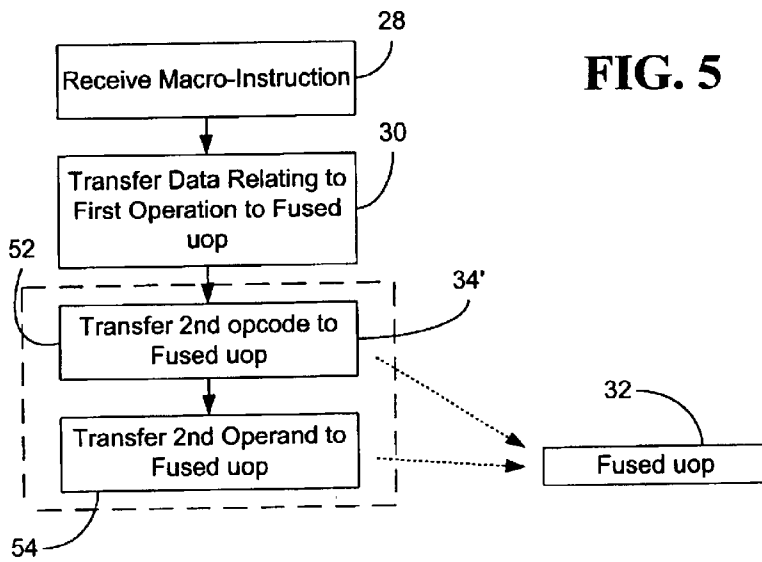 28
FIG. 5
Receive Macro-Instruction
30
Transfer Data Relating to
First Operation to Fused
uop
52
34'
Transfer 2nd opcode to
Fused uop
32
Transfer 2nd Operand to
Fused uop
Fused uop
54